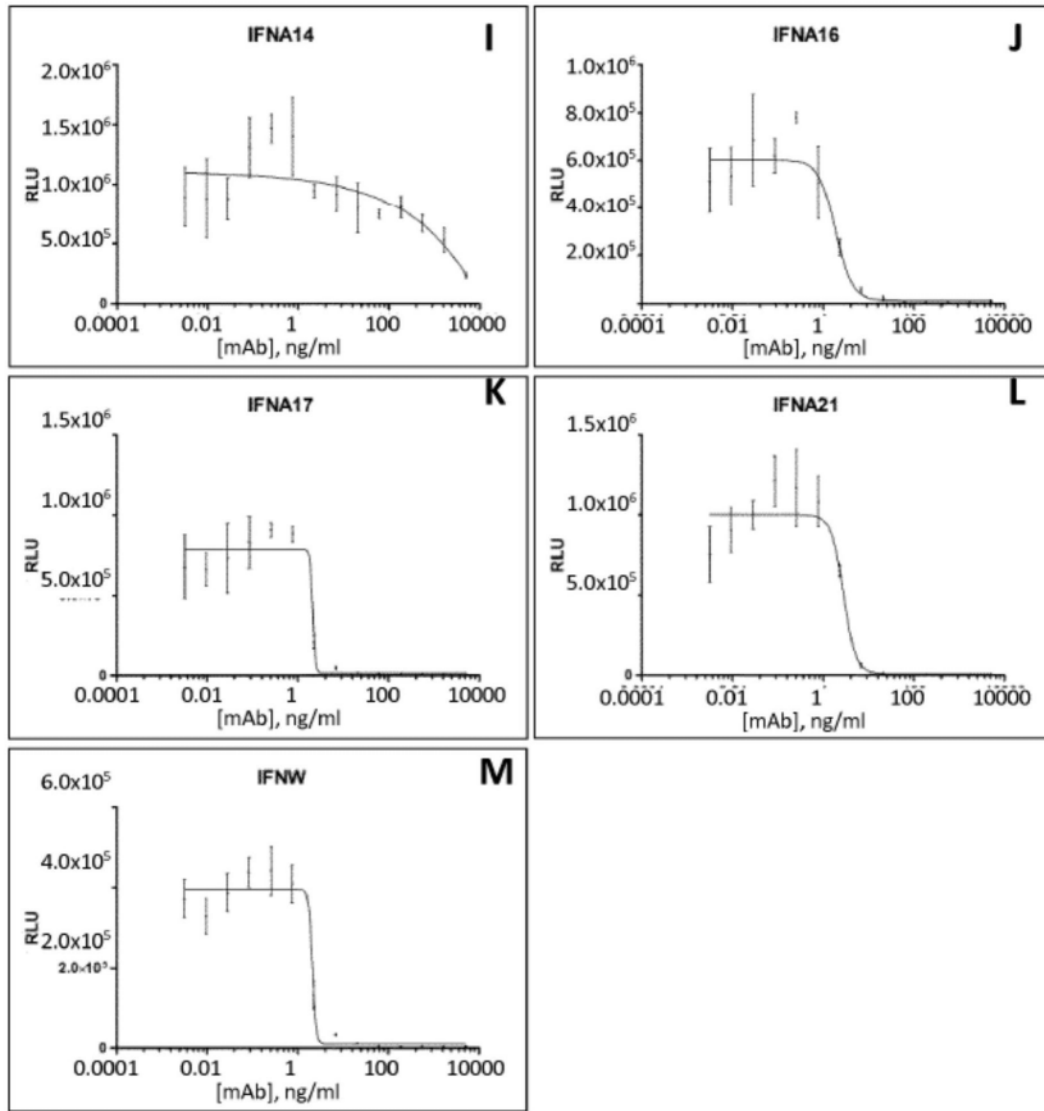 IFNA14
I
2.0x10⁶
1.5x10⁶
1.0x10⁶
5.0x10⁵
0
RLU
0.0001 0.01 1 100 10000
[mAb], ng/ml
IFNA16
J
1.0x10⁶
8.0x10⁵
6.0x10⁵
4.0x10⁵
2.0x10⁵
0
RLU
0.0001 0.01 1 100 10000
[mAb], ng/ml
IFNA17
K
1.5x10⁶
1.0x10⁶
5.0x10⁵
0
RLU
0.0001 0.01 1 100 10000
[mAb], ng/ml
IFNA21
L
1.5x10⁶
1.0x10⁶
5.0x10⁵
0
RLU
0.0001 0.01 1 100 10000
[mAb], ng/ml
IFNW
M
6.0x10⁵
4.0x10⁵
2.0x10⁵
2.0×10⁵
0
RLU
0.0001 0.01 1 100 10000
[mAb], ng/ml